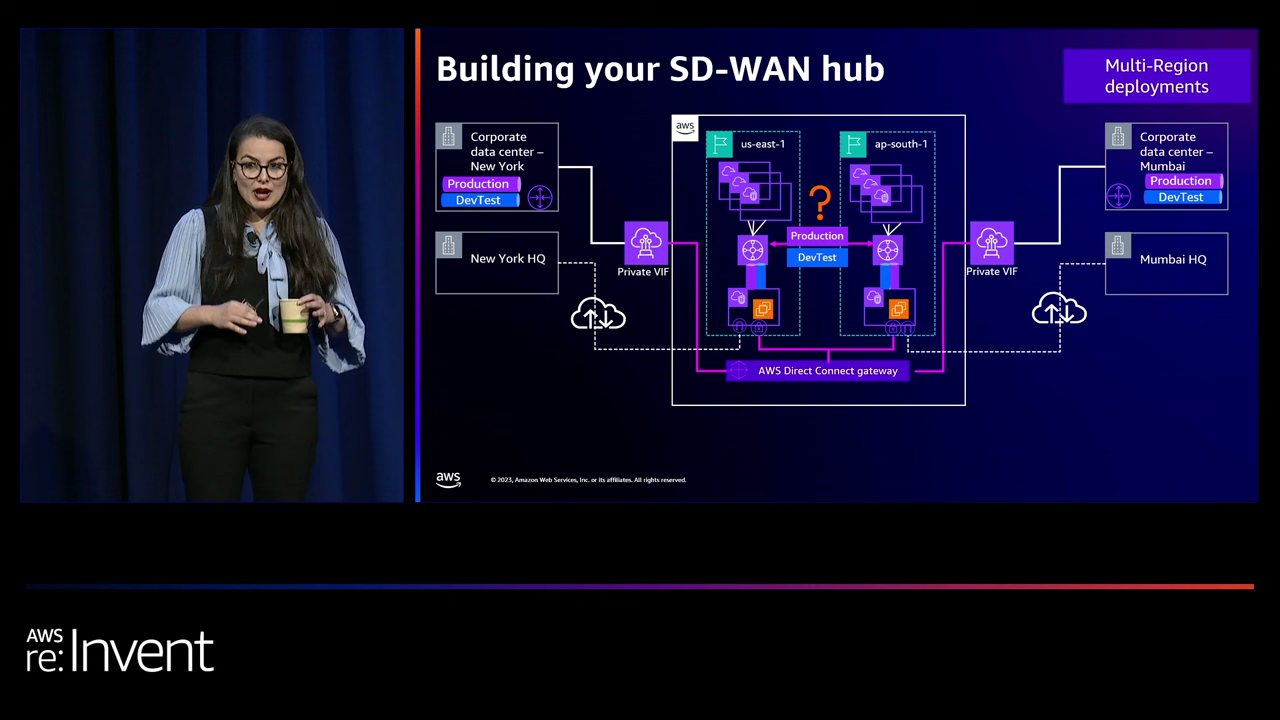 Building your SD-WAN hub
Multi-Region
deployments
Corporate
data center –
New York
Production
DevTest
New York HQ
Private VIF
aws
us-east-1
ap-south-1
?
Production
DevTest
AWS Direct Connect gateway
Private VIF
Corporate
data center –
Mumbai
Production
DevTest
Mumbai HQ
aws
© 2023, Amazon Web Services, Inc. or its affiliates. All rights reserved.
AWS
re:Invent